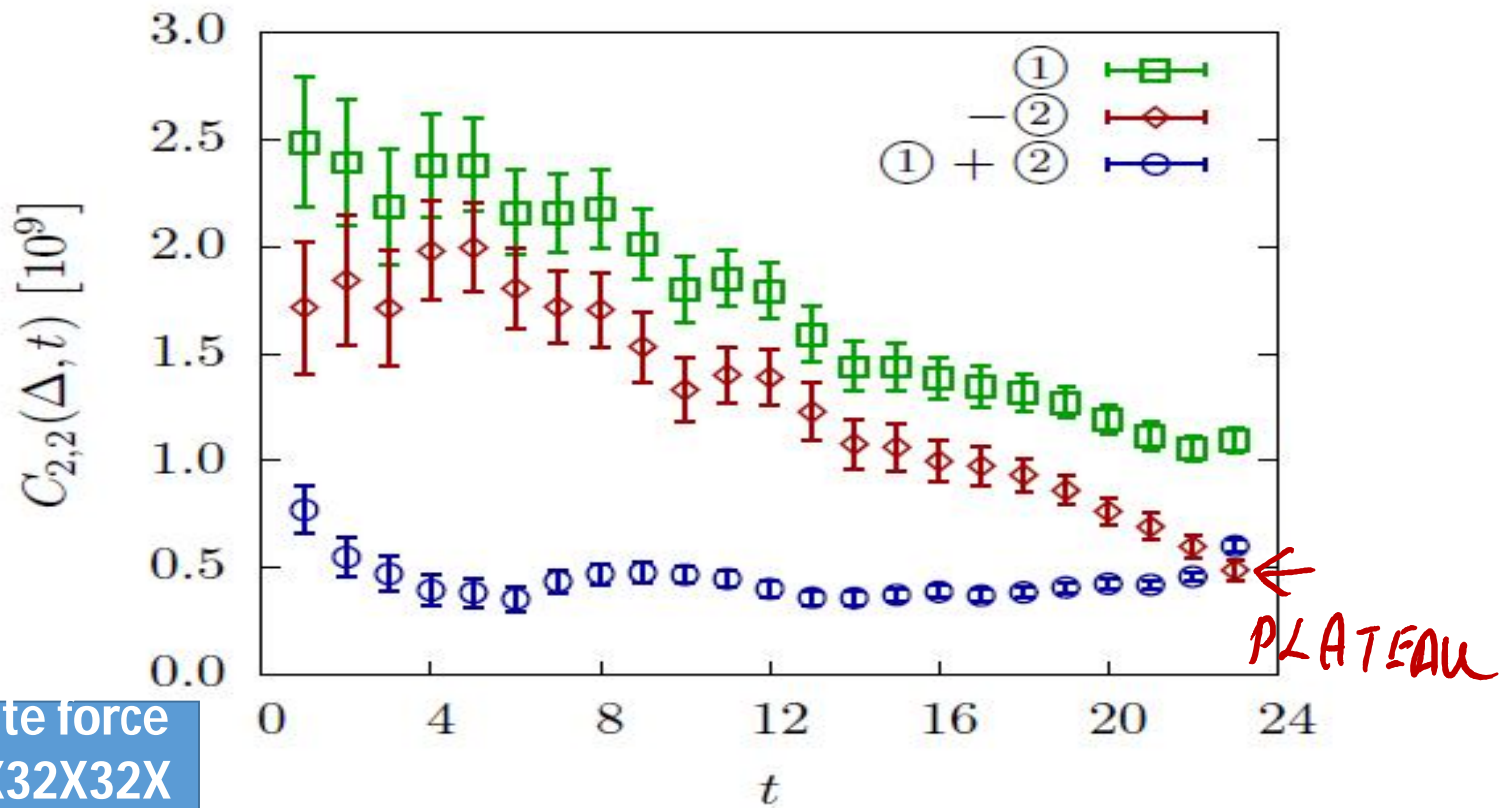 3.0
2.5
2.0
1.5
1.0
0.5
0.0
C₂,₂(Δ, t) [10⁹]
①
−②
① + ②
PLATEAU
0 4 8 12 16 20 24
t
te force
X32X32X